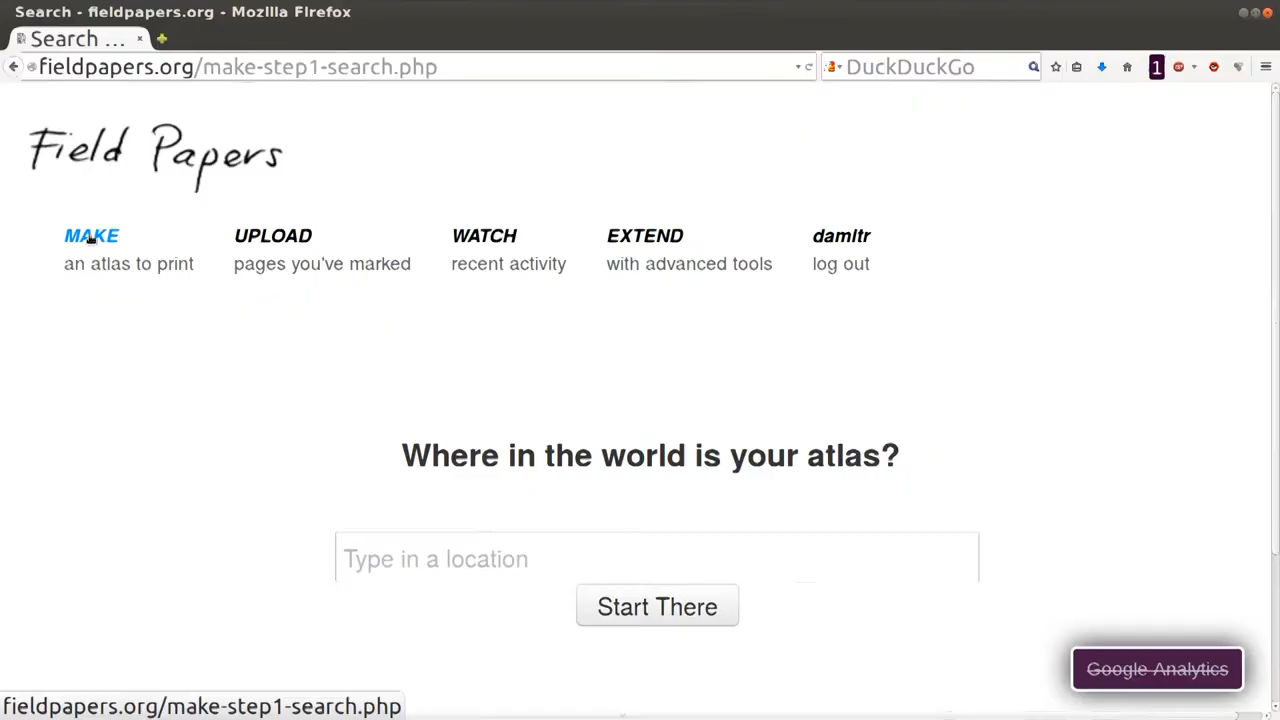 Search - fieldpapers.org - Mozilla Firefox
Search ...
fieldpapers.org/make-step1-search.php
DuckDuckGo
1
Field Papers
MAKE UPLOAD WATCH EXTEND damltr
an atlas to print pages you've marked recent activity with advanced tools log out
Where in the world is your atlas?
Type in a location
Start There
Google Analytics
fieldpapers.org/make-step1-search.php